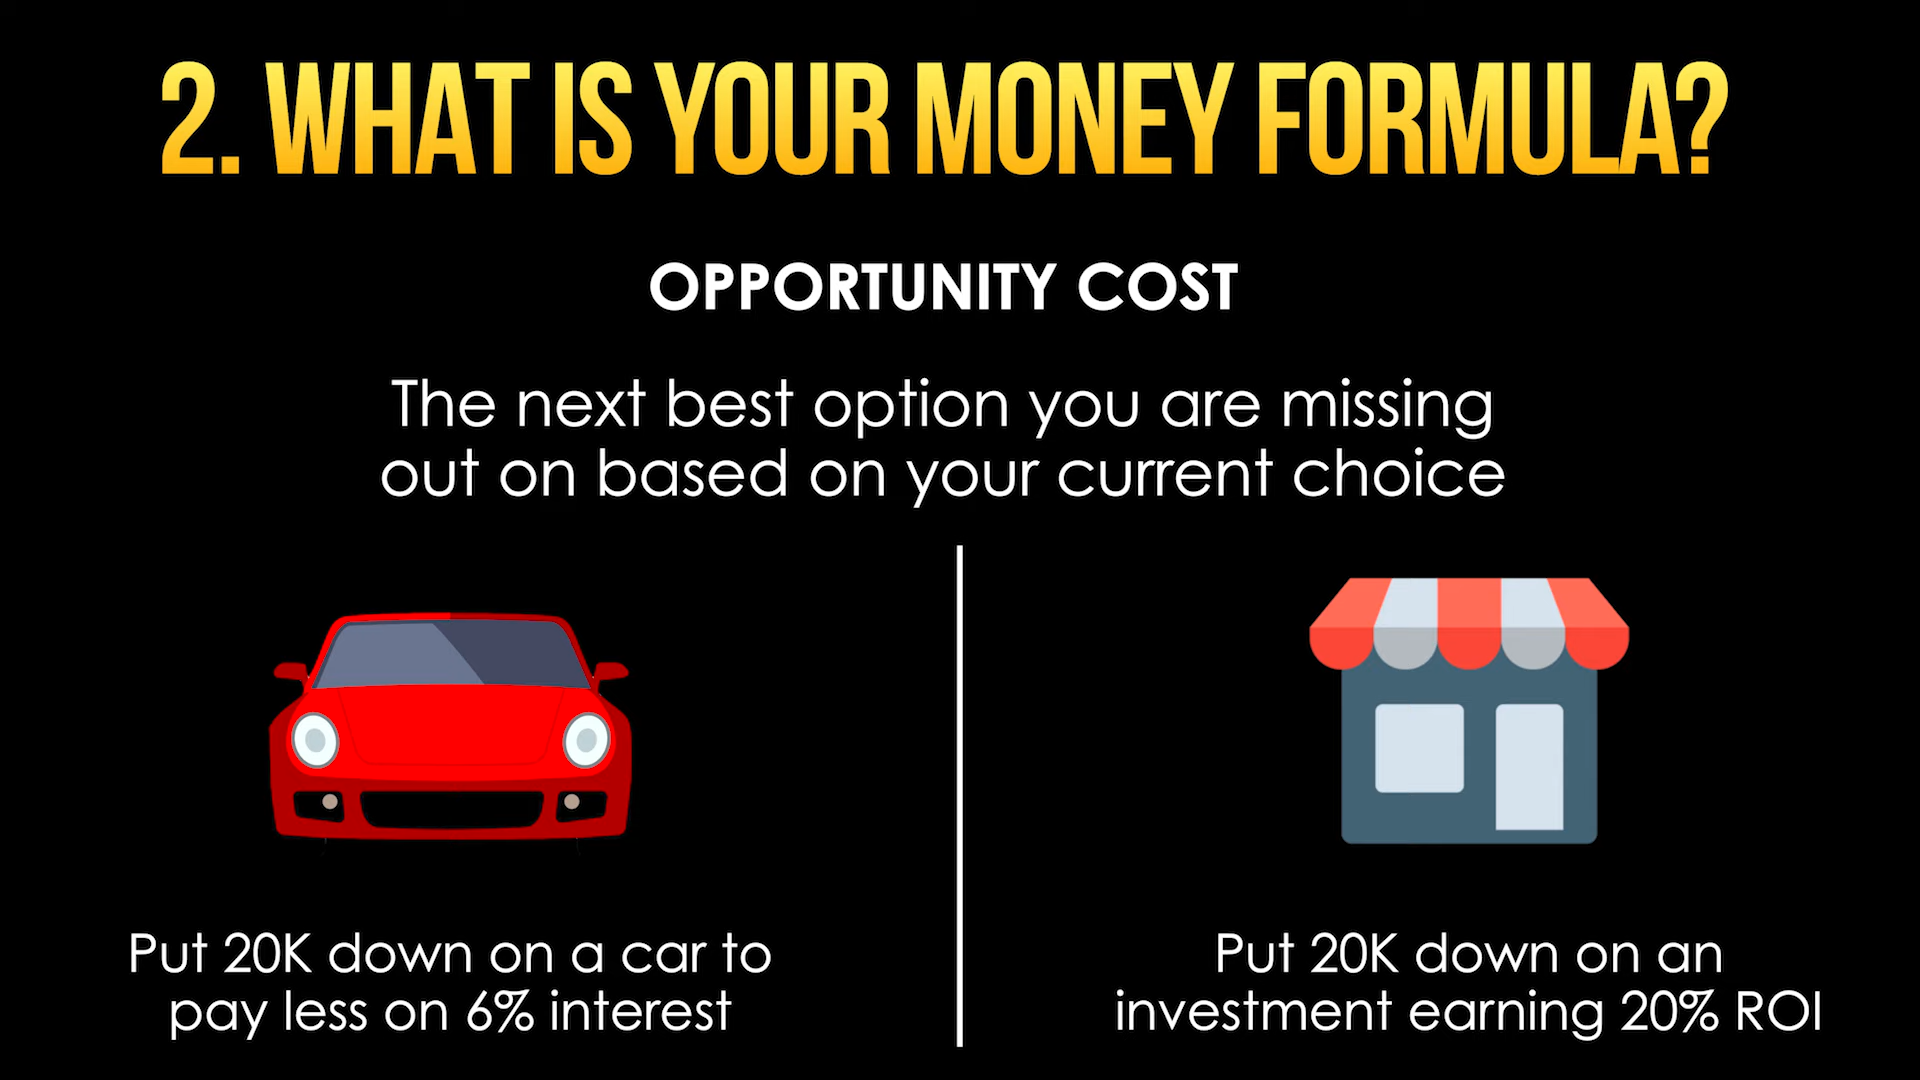 2. WHAT IS YOUR MONEY FORMULA?
OPPORTUNITY COST
The next best option you are missing
out on based on your current choice
Put 20K down on a car to
pay less on 6% interest
Put 20K down on an
investment earning 20% ROI